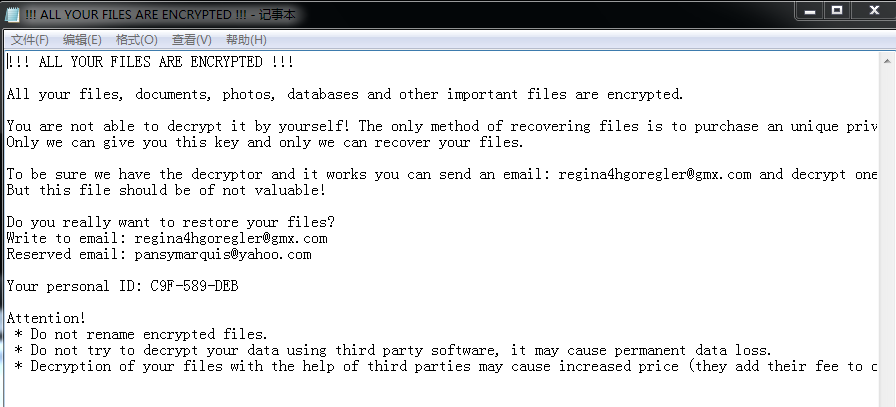 !!! ALL YOUR FILES ARE ENCRYPTED !!! - 记事本
文件(F) 编辑(E) 格式(O) 查看(V) 帮助(H)
!!! ALL YOUR FILES ARE ENCRYPTED !!!
All your files, documents, photos, databases and other important files are encrypted.
You are not able to decrypt it by yourself! The only method of recovering files is to purchase an unique priv
Only we can give you this key and only we can recover your files.
To be sure we have the decryptor and it works you can send an email: regina4hgoregler@gmx.com and decrypt one
But this file should be of not valuable!
Do you really want to restore your files?
Write to email: regina4hgoregler@gmx.com
Reserved email: pansymarquis@yahoo.com
Your personal ID: C9F-589-DEB
Attention!
* Do not rename encrypted files.
* Do not try to decrypt your data using third party software, it may cause permanent data loss.
* Decryption of your files with the help of third parties may cause increased price (they add their fee to o